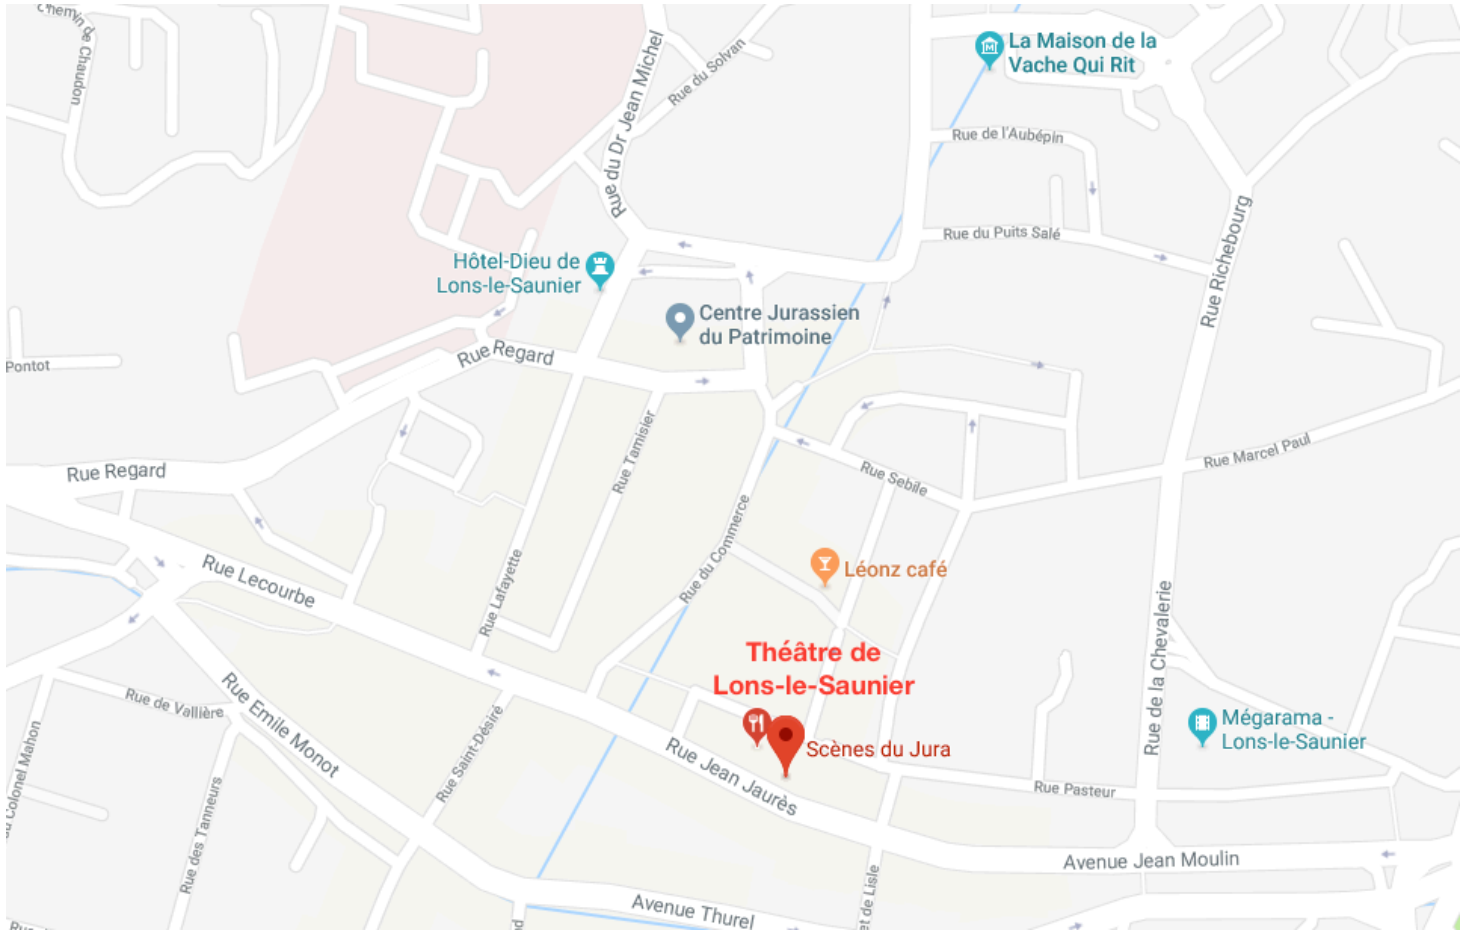 Chemin de Chaudon
Rue du Dr Jean Michel
Rue du Solvan
La Maison de la
Vache Qui Rit
Rue de l'Aubépin
Rue du Puits Salé
Rue Richebourg
Hôtel-Dieu de
Lons-le-Saunier
Centre Jurassien
du Patrimoine
Pontot
Rue Regard
Rue Tamisier
Rue Regard
Rue Sebile
Rue Marcel Paul
Rue du Commerce
Rue Lafayette
Rue Lecourbe
Léonz café
Rue de la Chevalerie
Théâtre de
Lons-le-Saunier
Scènes du Jura
Rue Jean Jaurès
Mégarama -
Lons-le-Saunier
Rue de Vallière
Rue Emile Monot
Rue Saint-Désiré
Colonel Mahon
Rue des Tanneurs
Rue Pasteur
Avenue Jean Moulin
Avenue Thurel
et de Lisle